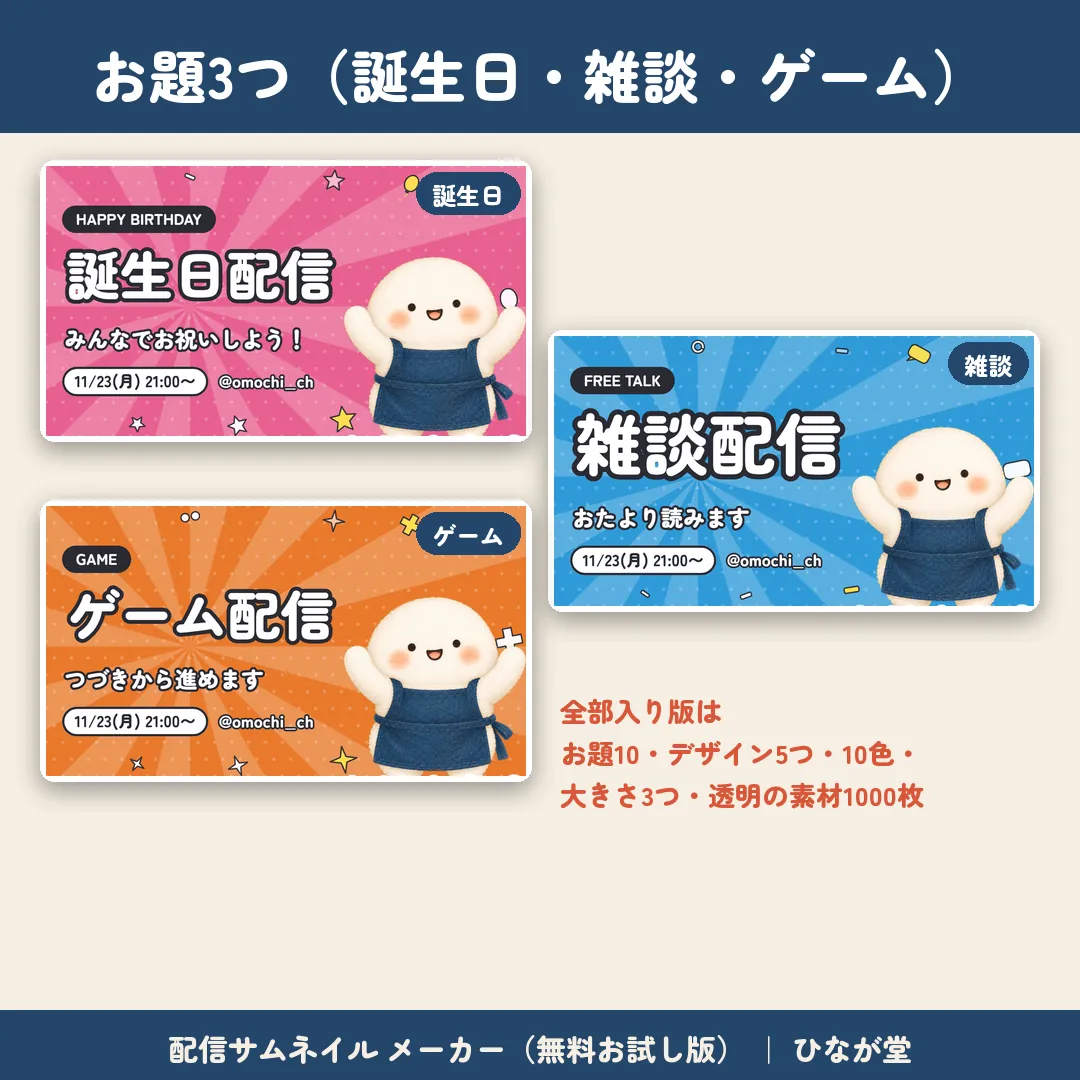 お題3つ（誕生日・雑談・ゲーム）
誕生日
HAPPY BIRTHDAY
誕生日配信
みんなでお祝いしよう！
11/23(月) 21:00〜 @omochi_ch
雑談
FREE TALK
雑談配信
おたより読みます
11/23(月) 21:00〜 @omochi_ch
ゲーム
GAME
ゲーム配信
つづきから進めます
11/23(月) 21:00〜 @omochi_ch
全部入り版は
お題10・デザイン5つ・10色・
大きさ3つ・透明の素材1000枚
配信サムネイル メーカー（無料お試し版）｜ ひなが堂